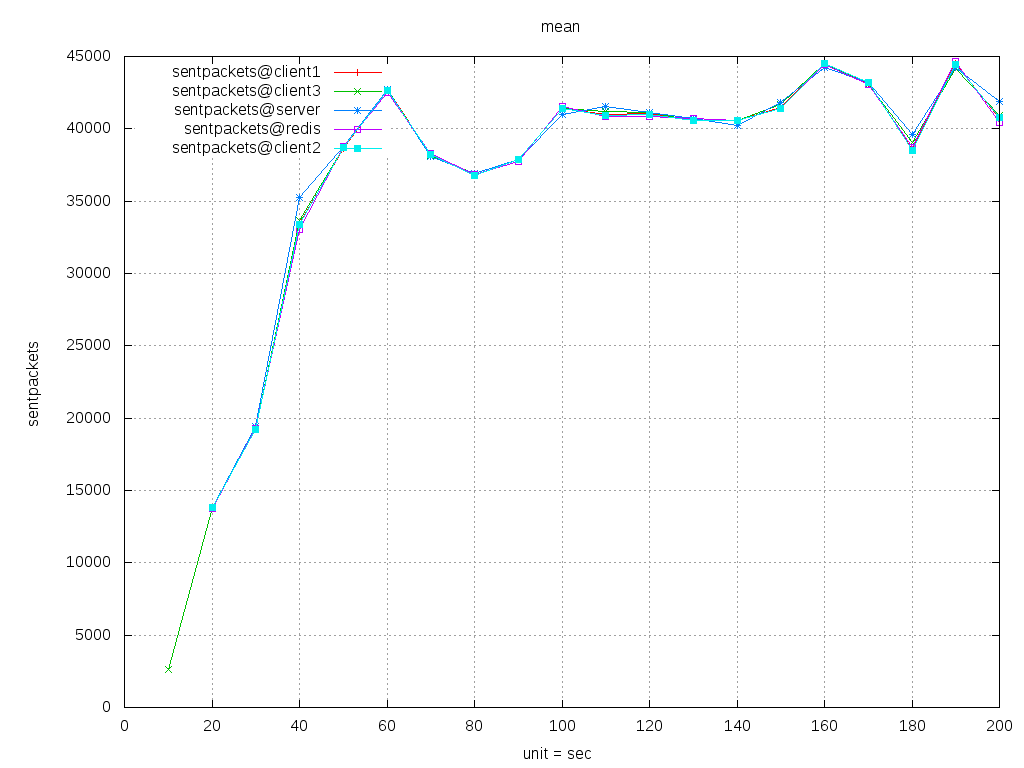 mean
45000
40000
35000
30000
25000
20000
15000
10000
5000
0
sentpackets@client1
sentpackets@client3
sentpackets@server
sentpackets@redis
sentpackets@client2
sentpackets
0 20 40 60 80 100 120 140 160 180 200
unit = sec